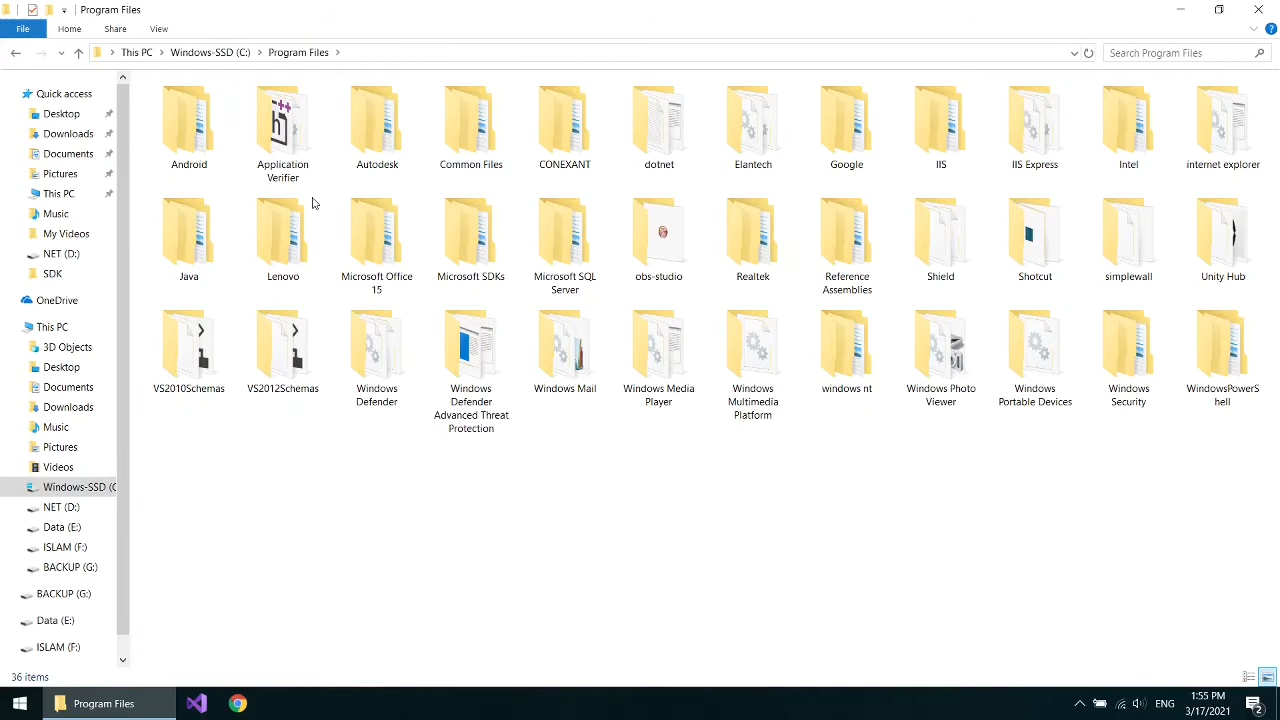 Program Files
File
Home
Share
View
This PC
Windows-SSD (C:)
Program Files
Search Program Files
Quick access
Desktop
Downloads
Documents
Pictures
This PC
Music
My Videos
NET (D:)
SDK
OneDrive
This PC
3D Objects
Desktop
Documents
Downloads
Music
Pictures
Videos
Windows-SSD (C
NET (D:)
Data (E:)
ISLAM (F:)
BACKUP (G:)
BACKUP (G:)
Data (E:)
ISLAM (F:)
Android
Application
Verifier
Autodesk
Common Files
CONEXANT
dotnet
Elantech
Google
IIS
IIS Express
Intel
internet explorer
Java
Lenovo
Microsoft Office
15
Microsoft SDKs
Microsoft SQL
Server
obs-studio
Realtek
Reference
Assemblies
Shield
Shotcut
simplewall
Unity Hub
VS2010Schemas
VS2012Schemas
Windows
Defender
Windows
Defender
Advanced Threat
Protection
Windows Mail
Windows Media
Player
Windows
Multimedia
Platform
windows nt
Windows Photo
Viewer
Windows
Portable Devices
Windows
Security
WindowsPowerS
hell
36 items
Program Files
ENG
1:55 PM
3/17/2021
2